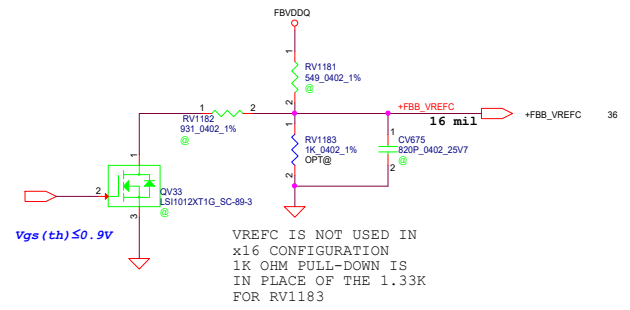 FBVDDQ
1
RV1181
549_0402_1%
@
2
1 2
RV1182
931_0402_1%
@
+FBB_VREFC
16 mil
+FBB_VREFC 36
1
RV1183
1K_0402_1%
OPT@
2
1
CV675
820P_0402_25V7
@
2
1
2
QV33
LSI1012XT1G_SC-89-3
@
3
Vgs(th)≤0.9V
VREFC IS NOT USED IN
x16 CONFIGURATION
1K OHM PULL-DOWN IS
IN PLACE OF THE 1.33K
FOR RV1183